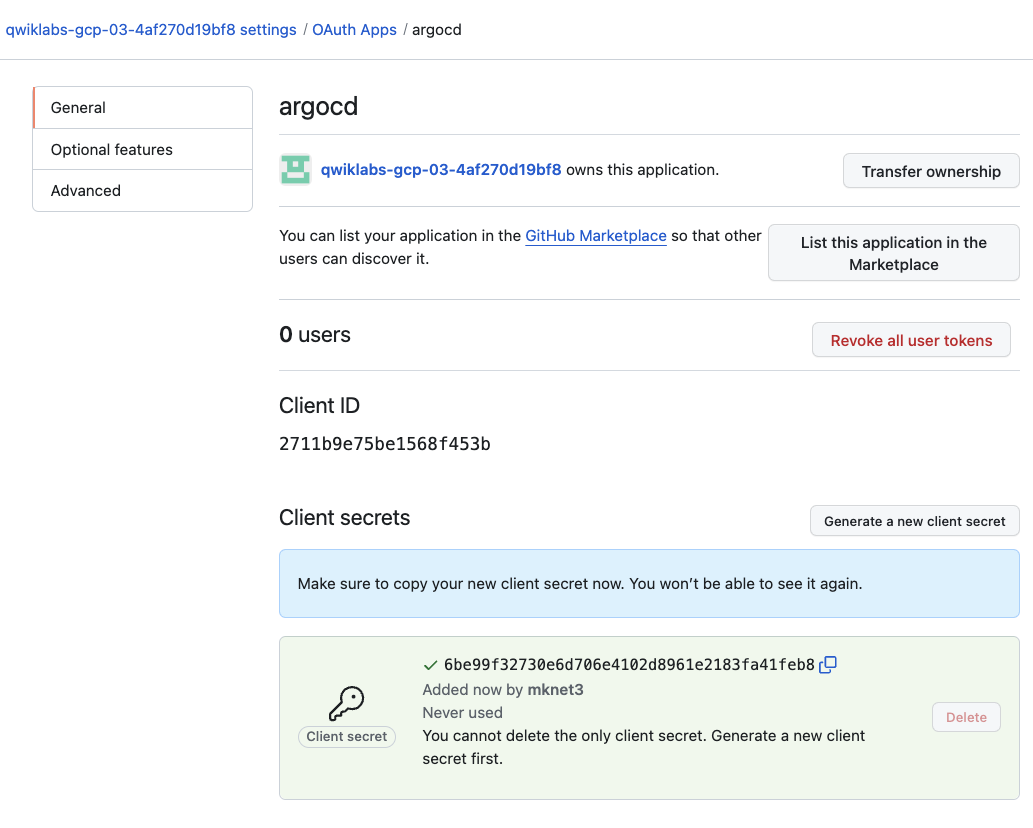 qwiklabs-gcp-03-4af270d19bf8 settings / OAuth Apps / argocd
General
Optional features
Advanced
argocd
qwiklabs-gcp-03-4af270d19bf8 owns this application.
Transfer ownership
You can list your application in the GitHub Marketplace so that other
users can discover it.
List this application in the
Marketplace
0 users
Revoke all user tokens
Client ID
2711b9e75be1568f453b
Client secrets
Generate a new client secret
Make sure to copy your new client secret now. You won’t be able to see it again.
6be99f32730e6d706e4102d8961e2183fa41feb8
Added now by mknet3
Never used
You cannot delete the only client secret. Generate a new client
secret first.
Client secret
Delete